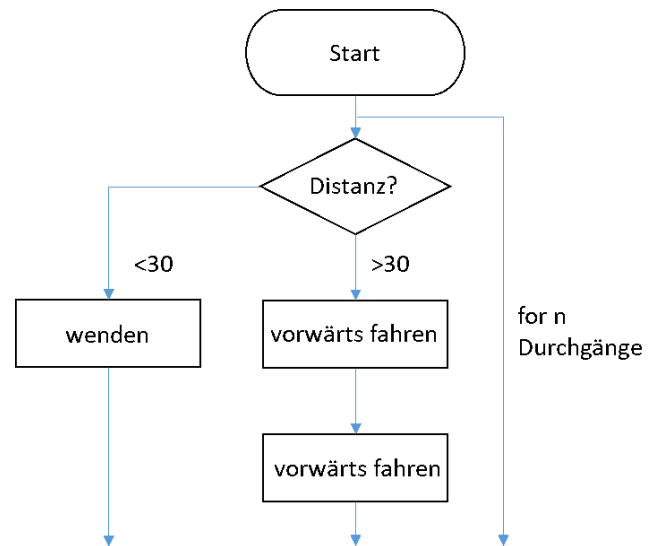 Start
Distanz?
<30
>30
wenden
vorwärts fahren
for n
Durchgänge
vorwärts fahren